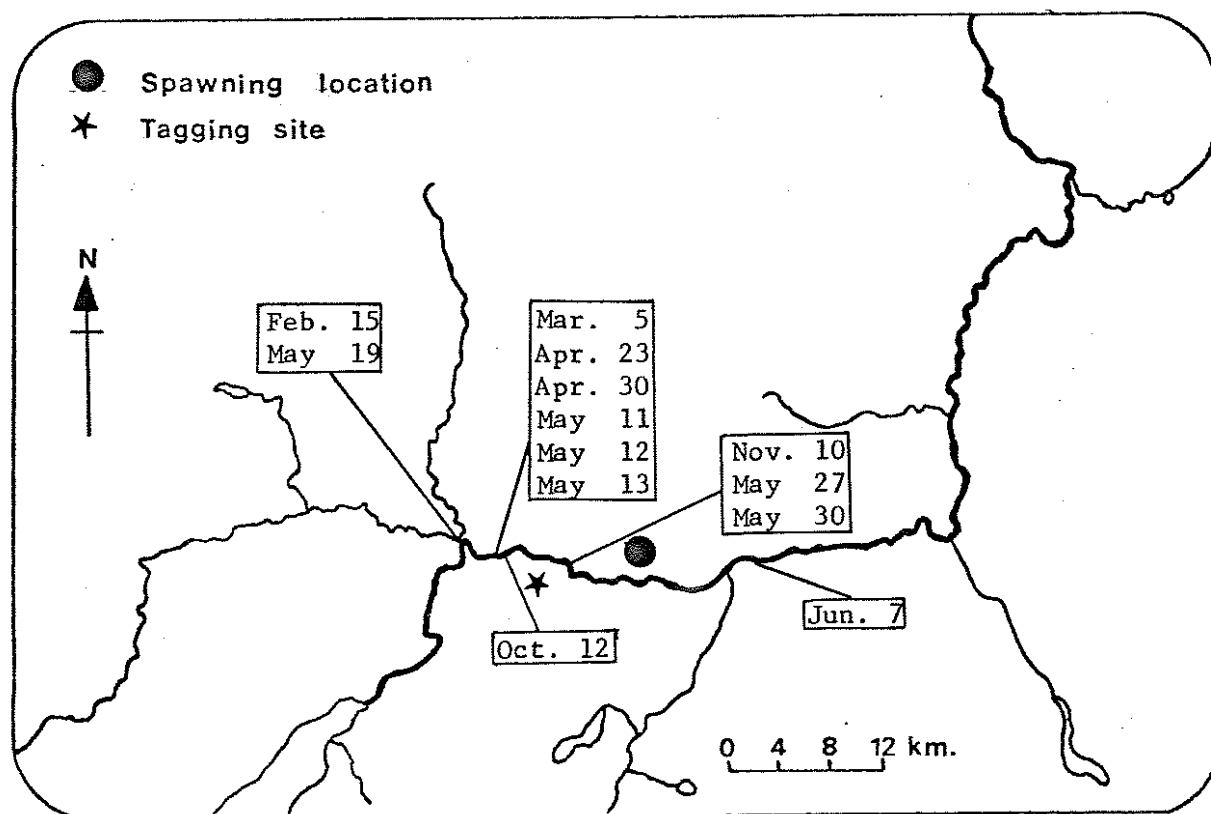 Spawning location
Tagging site
N
Feb. 15
May 19
Mar. 5
Apr. 23
Apr. 30
May 11
May 12
May 13
Nov. 10
May 27
May 30
Oct. 12
Jun. 7
0 4 8 12 km.